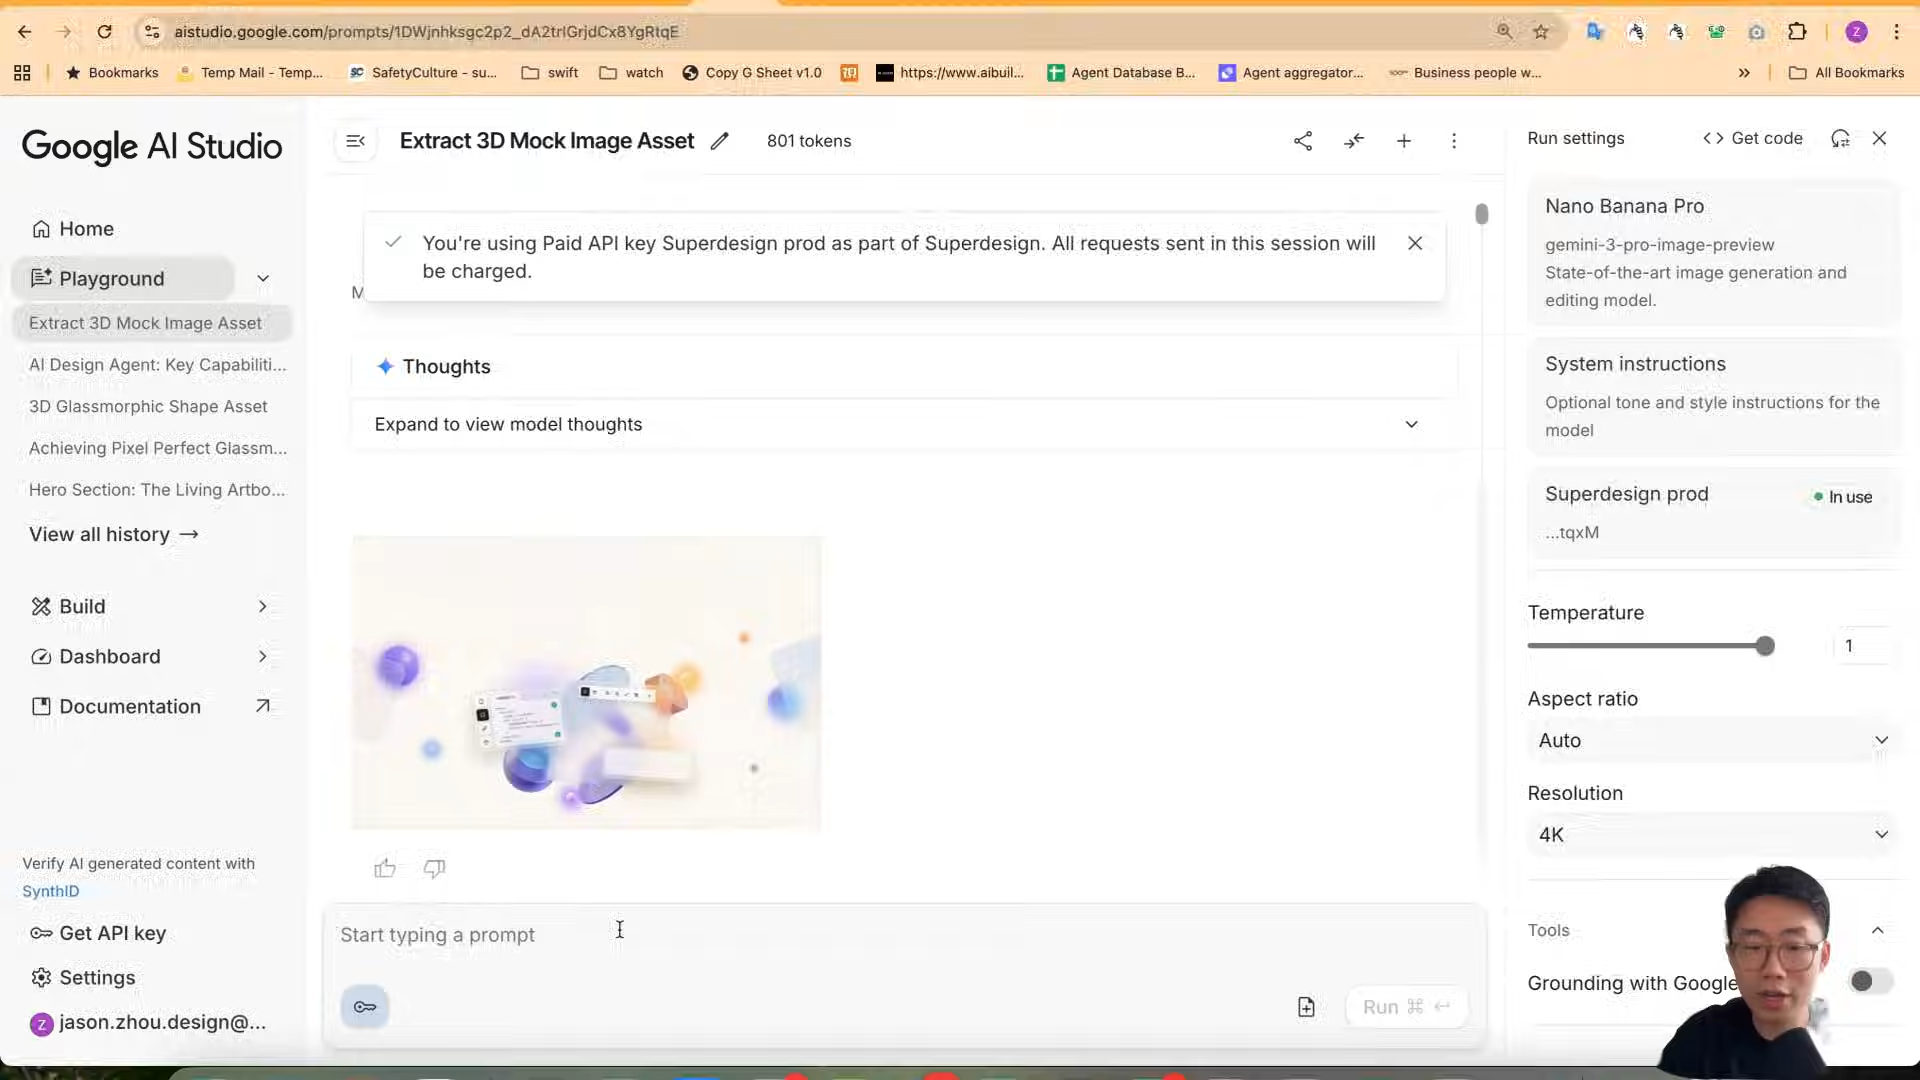 aistudio.google.com/prompts/1DWjnhksgc2p2_dA2trIGrjdCx8YgRtqE
Bookmarks
Temp Mail - Temp...
SafetyCulture - su...
swift
watch
Copy G Sheet v1.0
https://www.aibuil...
Agent Database B...
Agent aggregator...
Business people w...
All Bookmarks
Google AI Studio
Home
Playground
Extract 3D Mock Image Asset
AI Design Agent: Key Capabiliti...
3D Glassmorphic Shape Asset
Achieving Pixel Perfect Glassm...
Hero Section: The Living Artbo...
View all history
Build
Dashboard
Documentation
Verify AI generated content with
SynthID
Get API key
Settings
Z jason.zhou.design@...
Extract 3D Mock Image Asset
801 tokens
You're using Paid API key Superdesign prod as part of Superdesign. All requests sent in this session will
be charged.
M
Thoughts
Expand to view model thoughts
Start typing a prompt
Run
Run settings
Get code
Nano Banana Pro
gemini-3-pro-image-preview
State-of-the-art image generation and
editing model.
System instructions
Optional tone and style instructions for the
model
Superdesign prod
In use
...tqxM
Temperature
1
Aspect ratio
Auto
Resolution
4K
Tools
Grounding with Google